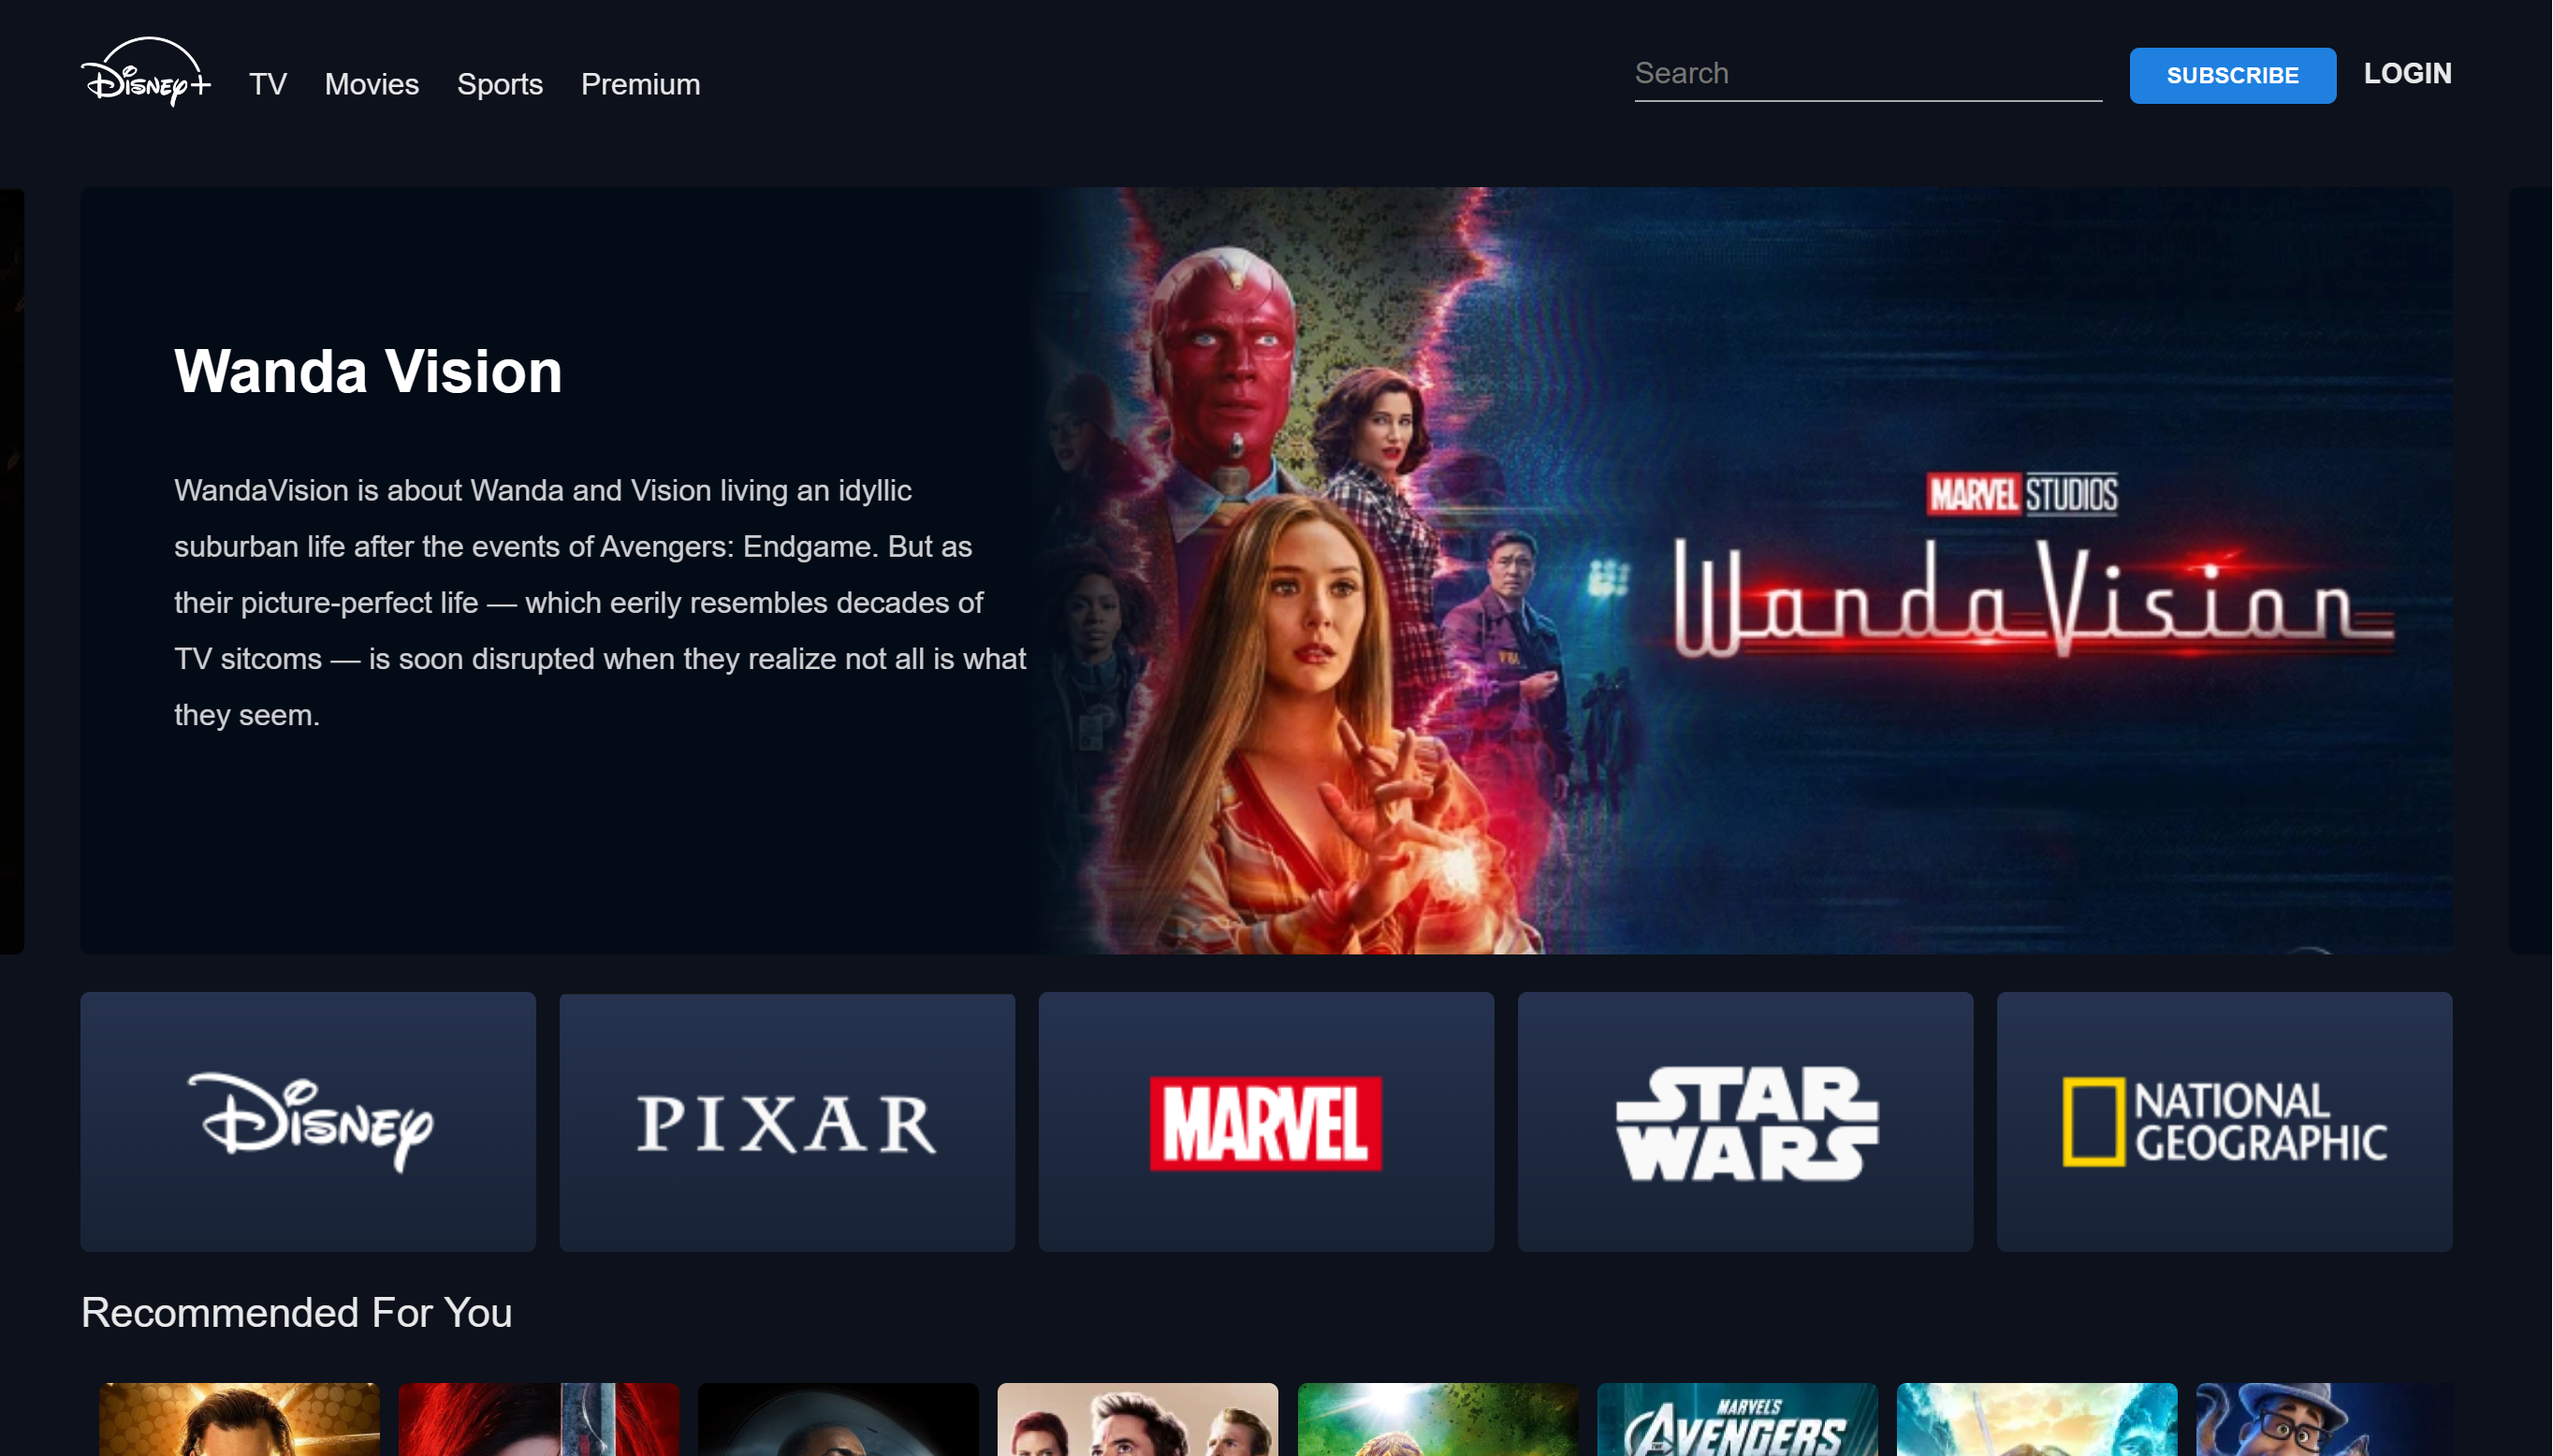 Disney+
TV
Movies
Sports
Premium
Search
SUBSCRIBE
LOGIN
Wanda Vision
WandaVision is about Wanda and Vision living an idyllic
suburban life after the events of Avengers: Endgame. But as
their picture-perfect life — which eerily resembles decades of
TV sitcoms — is soon disrupted when they realize not all is what
they seem.
MARVEL STUDIOS
WandaVision
Disney
PIXAR
MARVEL
STAR
WARS
NATIONAL
GEOGRAPHIC
Recommended For You
MARVEL'S
THE AVENGERS